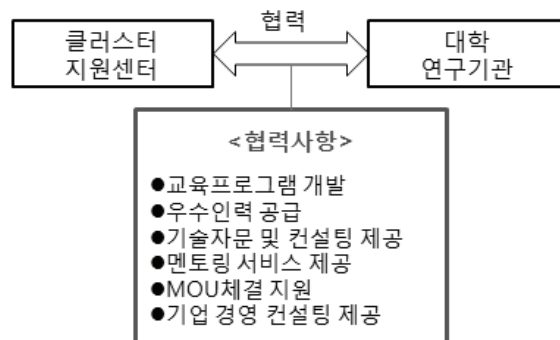 협력
클러스터
지원센터
대학
연구기관
<협력사항>
●교육프로그램 개발
●우수인력 공급
●기술자문 및 컨설팅 제공
●멘토링 서비스 제공
●MOU체결 지원
●기업 경영 컨설팅 제공